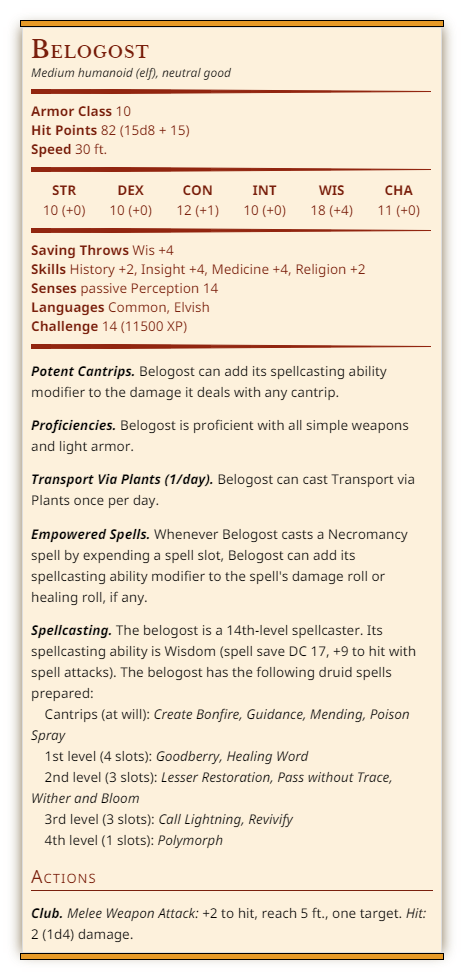 Belogost
Medium humanoid (elf), neutral good
Armor Class 10
Hit Points 82 (15d8 + 15)
Speed 30 ft.
STR DEX CON INT WIS CHA
10 (+0) 10 (+0) 12 (+1) 10 (+0) 18 (+4) 11 (+0)
Saving Throws Wis +4
Skills History +2, Insight +4, Medicine +4, Religion +2
Senses passive Perception 14
Languages Common, Elvish
Challenge 14 (11500 XP)
Potent Cantrips. Belogost can add its spellcasting ability
modifier to the damage it deals with any cantrip.
Proficiencies. Belogost is proficient with all simple weapons
and light armor.
Transport Via Plants (1/day). Belogost can cast Transport via
Plants once per day.
Empowered Spells. Whenever Belogost casts a Necromancy
spell by expending a spell slot, Belogost can add its
spellcasting ability modifier to the spell's damage roll or
healing roll, if any.
Spellcasting. The belogost is a 14th-level spellcaster. Its
spellcasting ability is Wisdom (spell save DC 17, +9 to hit with
spell attacks). The belogost has the following druid spells
prepared:
Cantrips (at will): Create Bonfire, Guidance, Mending, Poison
Spray
1st level (4 slots): Goodberry, Healing Word
2nd level (3 slots): Lesser Restoration, Pass without Trace,
Wither and Bloom
3rd level (3 slots): Call Lightning, Revivify
4th level (1 slots): Polymorph
Actions
Club. Melee Weapon Attack: +2 to hit, reach 5 ft., one target. Hit:
2 (1d4) damage.